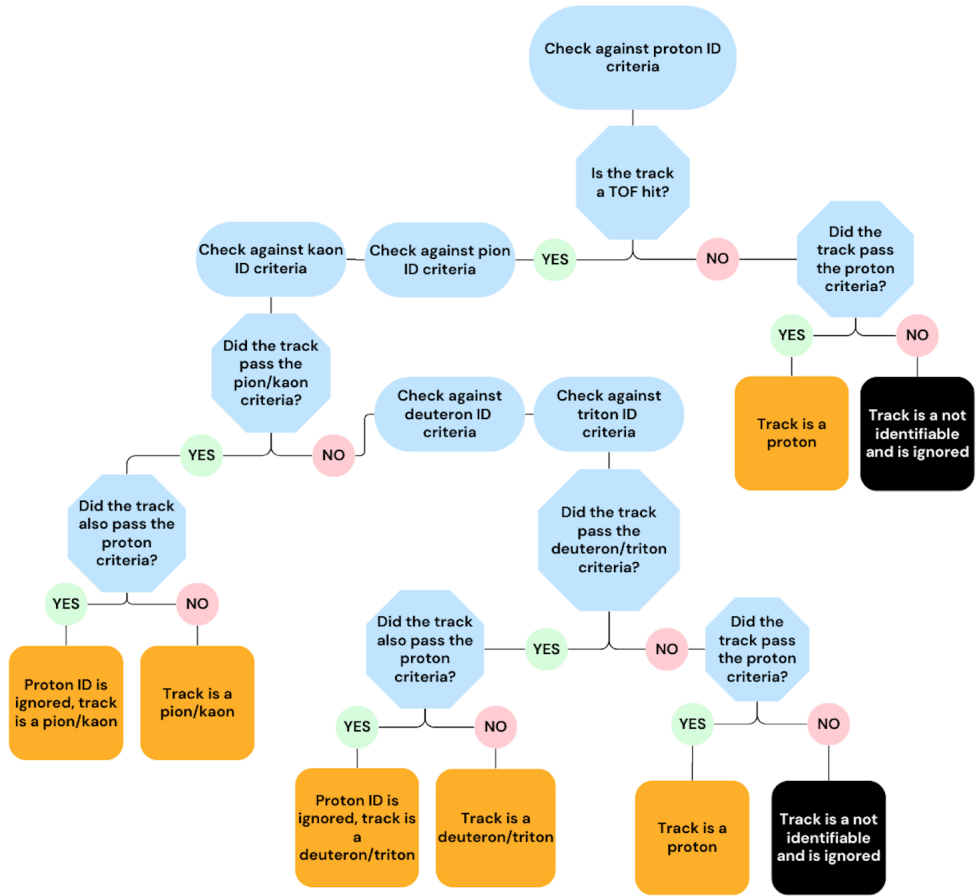 Check against proton ID
criteria
Is the track
a TOF hit?
Check against kaon
ID criteria
Check against pion
ID criteria
YES
NO
Did the
track pass
the proton
criteria?
YES
NO
Track is a
proton
Track is a not
identifiable
and is ignored
Did the track
pass the
pion/kaon
criteria?
YES
NO
Check against
deuteron ID
criteria
Check against
triton ID
criteria
Did the track
also pass the
proton
criteria?
YES
NO
Proton ID is
ignored, track
is a pion/kaon
Track is a
pion/kaon
Did the track
pass the
deuteron/triton
criteria?
YES
NO
Did the track
also pass the
proton
criteria?
YES
NO
Proton ID is
ignored, track is
a
deuteron/triton
Track is a
deuteron/triton
Did the
track pass
the proton
criteria?
YES
NO
Track is a
proton
Track is a not
identifiable
and is ignored